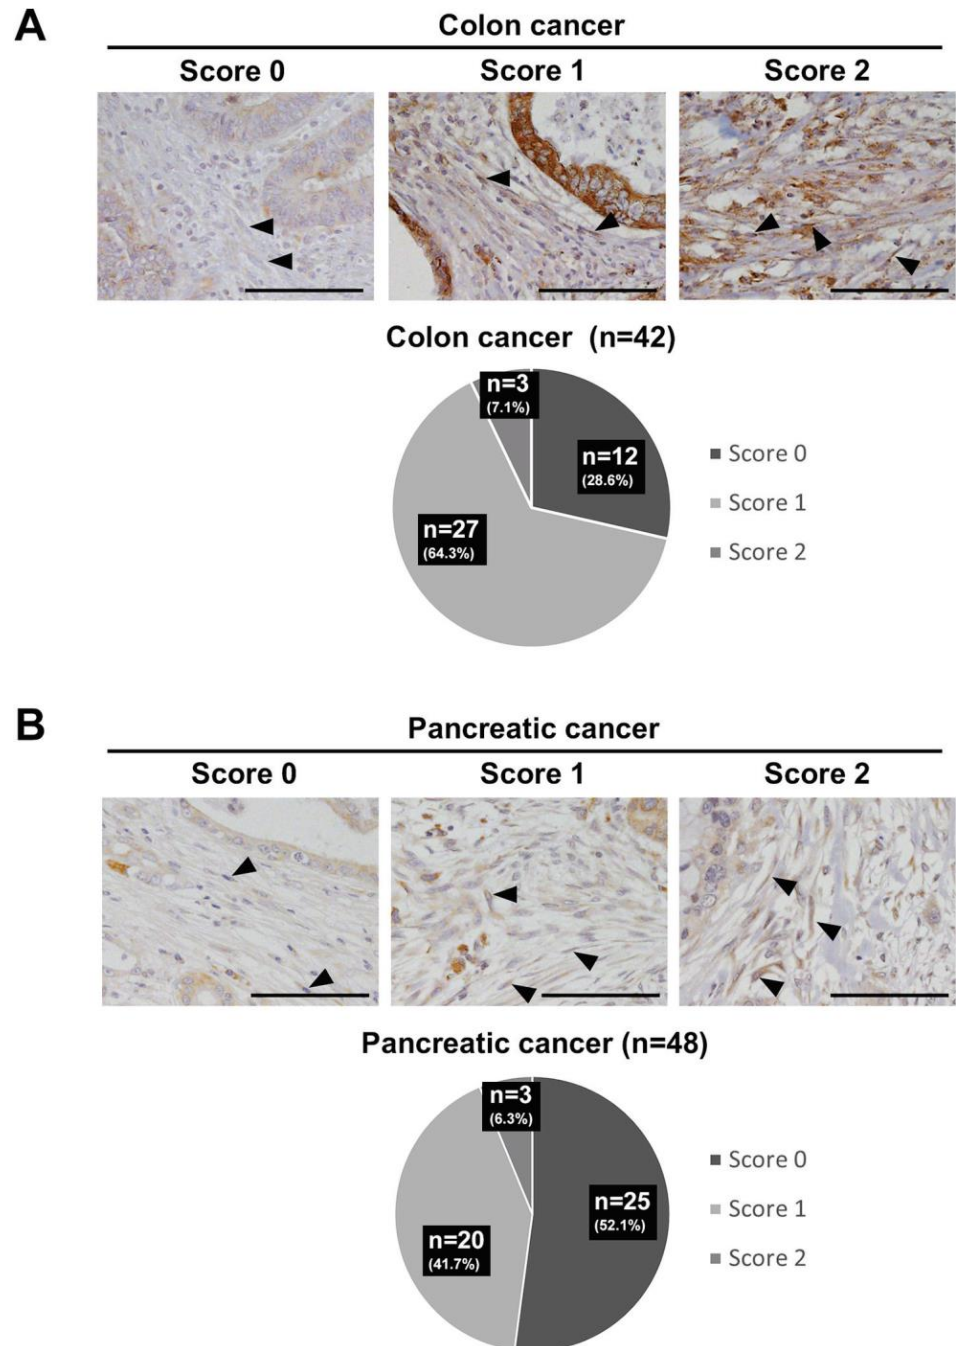 A
Colon cancer
Score 0 Score 1 Score 2
Colon cancer (n=42)
n=3
(7.1%)
n=12
(28.6%)
n=27
(64.3%)
Score 0
Score 1
Score 2
B
Pancreatic cancer
Score 0 Score 1 Score 2
Pancreatic cancer (n=48)
n=3
(6.3%)
n=25
(52.1%)
n=20
(41.7%)
Score 0
Score 1
Score 2